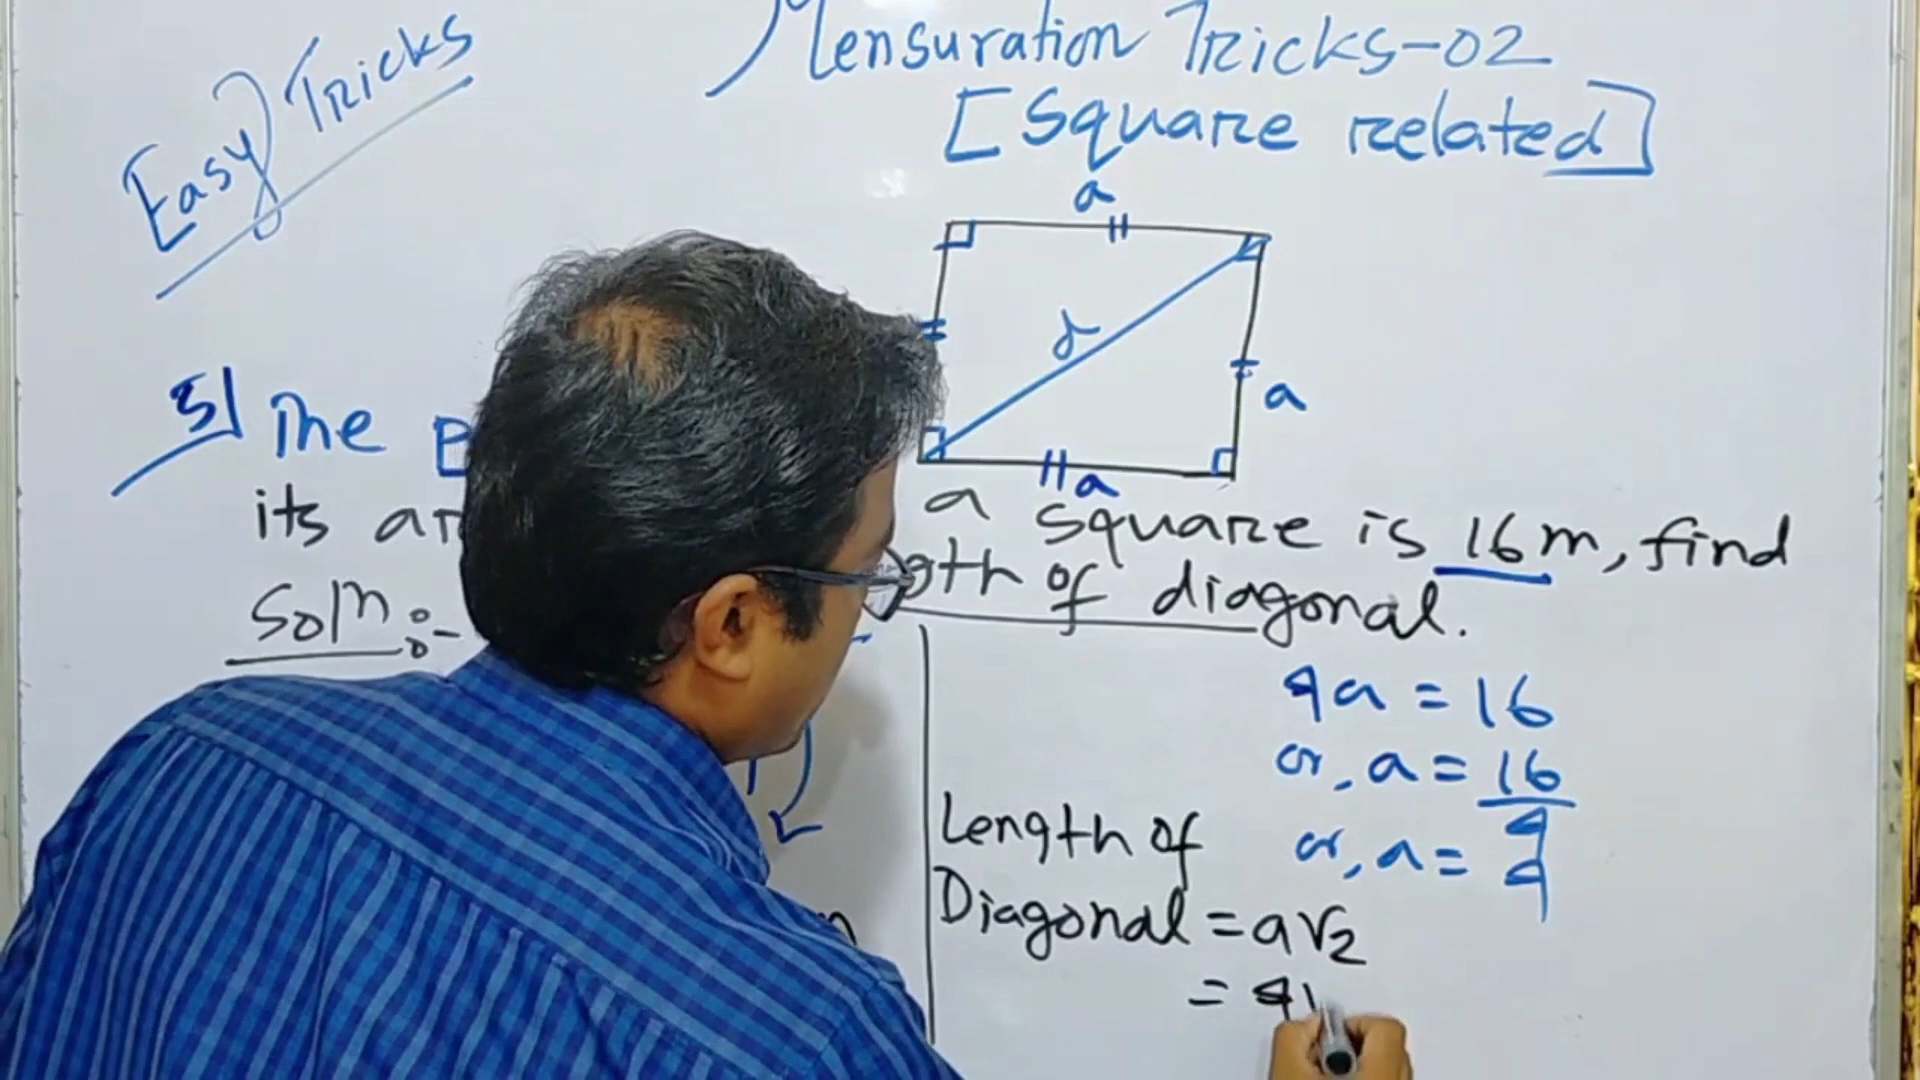 Mensuration Tricks-02
[Square related]
Easy Tricks
a
d
a
a
5| The
a square is 16m, find
its
of diagonal.
Soln:-
4a = 16
or, a = 16/4
or, a = 4
Length of
Diagonal = a√2
= 4